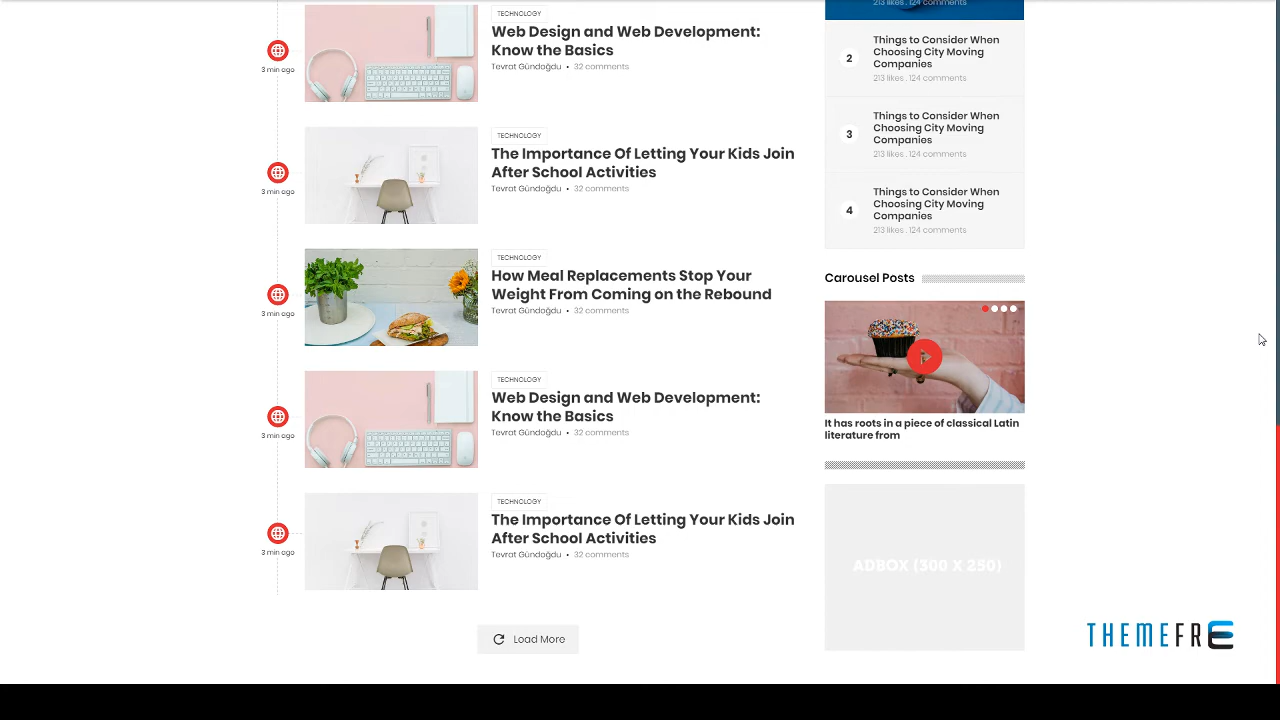 TECHNOLOGY
Web Design and Web Development:
Know the Basics
Tevrat Gündoğdu • 32 comments
3 min ago
TECHNOLOGY
The Importance Of Letting Your Kids Join
After School Activities
Tevrat Gündoğdu • 32 comments
3 min ago
TECHNOLOGY
How Meal Replacements Stop Your
Weight From Coming on the Rebound
Tevrat Gündoğdu • 32 comments
3 min ago
TECHNOLOGY
Web Design and Web Development:
Know the Basics
Tevrat Gündoğdu • 32 comments
3 min ago
TECHNOLOGY
The Importance Of Letting Your Kids Join
After School Activities
Tevrat Gündoğdu • 32 comments
3 min ago
Load More
213 likes . 124 comments
2
Things to Consider When
Choosing City Moving
Companies
213 likes . 124 comments
3
Things to Consider When
Choosing City Moving
Companies
213 likes . 124 comments
4
Things to Consider When
Choosing City Moving
Companies
213 likes . 124 comments
Carousel Posts
It has roots in a piece of classical Latin
literature from
ADBOX (300 X 250)
THEMEFRE